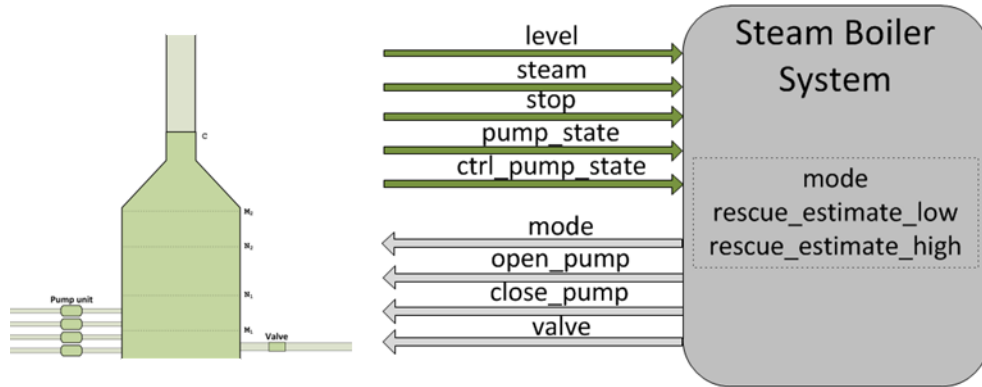 C
M₂
N₂
N₁
M₁
Pump unit
Valve
level
steam
stop
pump_state
ctrl_pump_state
mode
open_pump
close_pump
valve
Steam Boiler
System
mode
rescue_estimate_low
rescue_estimate_high